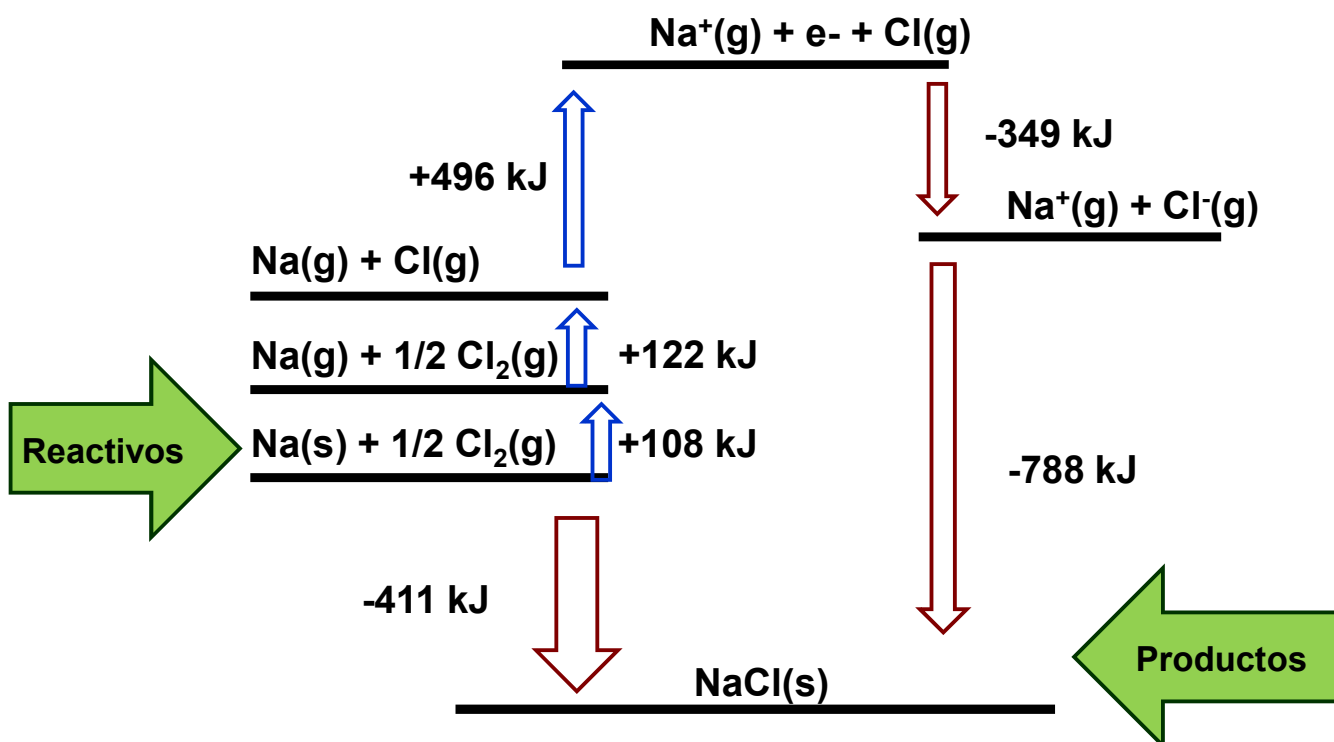 Na⁺(g) + e- + Cl(g)
-349 kJ
+496 kJ
Na⁺(g) + Cl⁻(g)
Na(g) + Cl(g)
Na(g) + 1/2 Cl₂(g)
+122 kJ
Reactivos
Na(s) + 1/2 Cl₂(g)
+108 kJ
-788 kJ
-411 kJ
Productos
NaCl(s)